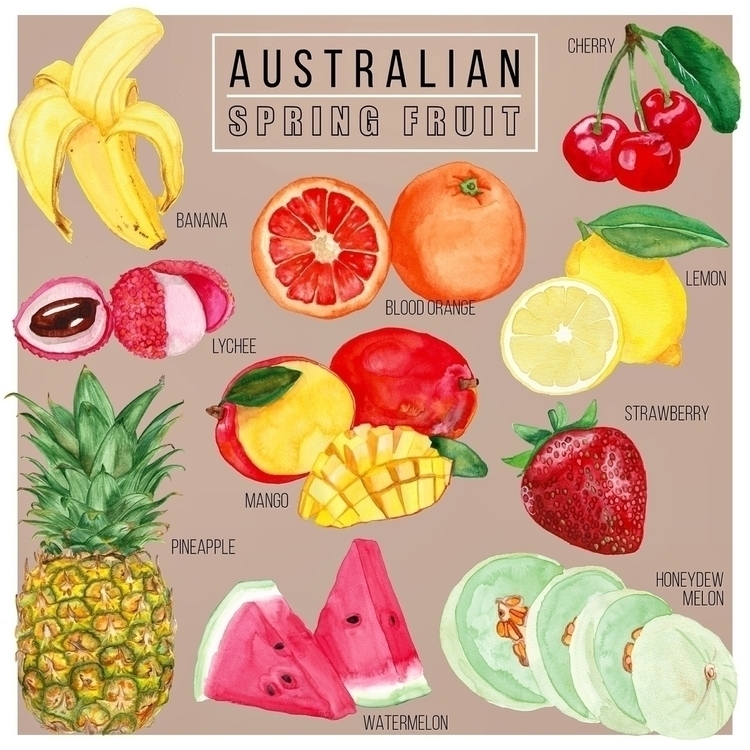 AUSTRALIAN
SPRING FRUIT
CHERRY
BANANA
LEMON
BLOOD ORANGE
LYCHEE
STRAWBERRY
MANGO
PINEAPPLE
HONEYDEW
MELON
WATERMELON